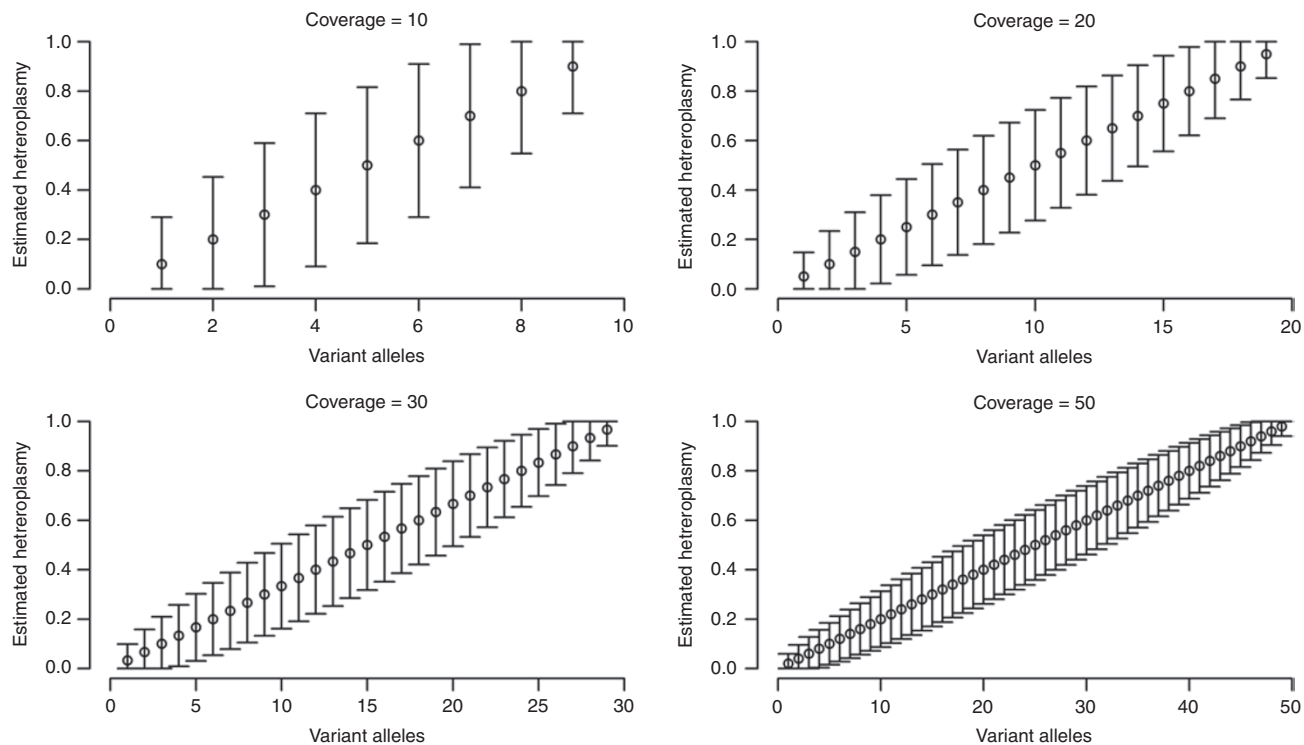 Coverage = 10
Estimated hetreroplasmy
1.0
0.8
0.6
0.4
0.2
0.0
0 2 4 6 8 10
Variant alleles
Coverage = 20
Estimated hetreroplasmy
1.0
0.8
0.6
0.4
0.2
0.0
0 5 10 15 20
Variant alleles
Coverage = 30
Estimated hetreroplasmy
1.0
0.8
0.6
0.4
0.2
0.0
0 5 10 15 20 25 30
Variant alleles
Coverage = 50
Estimated hetreroplasmy
1.0
0.8
0.6
0.4
0.2
0.0
0 10 20 30 40 50
Variant alleles